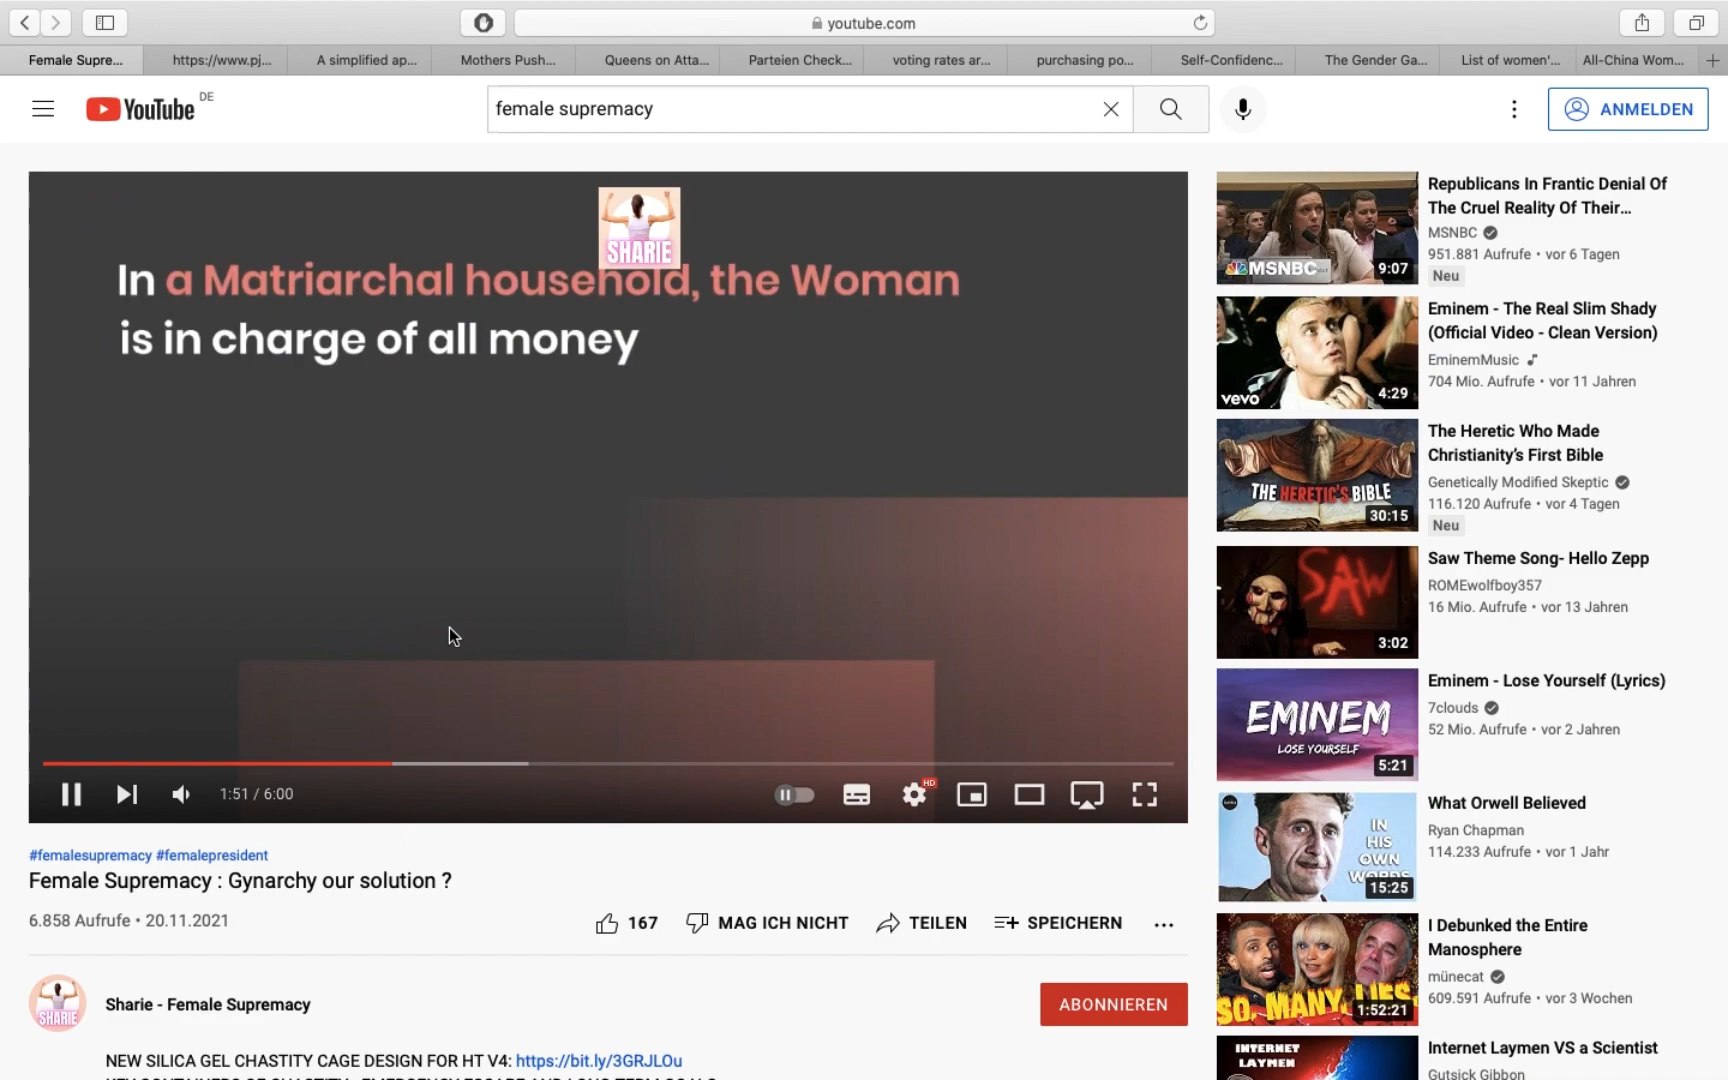 youtube.com
Female Supre...
https://www.pj...
A simplified ap...
Mothers Push...
Queens on Atta...
Parteien Check...
voting rates ar...
purchasing po...
Self-Confidenc...
The Gender Ga...
List of women'...
All-China Wom...
YouTube DE
female supremacy
ANMELDEN
SHARIE
In a Matriarchal household, the Woman
is in charge of all money
1:51 / 6:00
HD
#femalesupremacy #femalepresident
Female Supremacy : Gynarchy our solution ?
6.858 Aufrufe • 20.11.2021
167
MAG ICH NICHT
TEILEN
SPEICHERN
SHARIE
Sharie - Female Supremacy
ABONNIEREN
NEW SILICA GEL CHASTITY CAGE DESIGN FOR HT V4: https://bit.ly/3GRJLOu
MSNBC
9:07
Republicans In Frantic Denial Of
The Cruel Reality Of Their...
MSNBC
951.881 Aufrufe • vor 6 Tagen
Neu
vevo
4:29
Eminem - The Real Slim Shady
(Official Video - Clean Version)
EminemMusic
704 Mio. Aufrufe • vor 11 Jahren
THE HERETIC'S BIBLE
30:15
The Heretic Who Made
Christianity's First Bible
Genetically Modified Skeptic
116.120 Aufrufe • vor 4 Tagen
Neu
SAW
3:02
Saw Theme Song- Hello Zepp
ROMEwolfboy357
16 Mio. Aufrufe • vor 13 Jahren
EMINEM
LOSE YOURSELF
5:21
Eminem - Lose Yourself (Lyrics)
7clouds
52 Mio. Aufrufe • vor 2 Jahren
IN
HIS
OWN
WORDS
15:25
What Orwell Believed
Ryan Chapman
114.233 Aufrufe • vor 1 Jahr
SO. MANY. LIES.
1:52:21
I Debunked the Entire
Manosphere
münecat
609.591 Aufrufe • vor 3 Wochen
INTERNET
LAYMEN
Internet Laymen VS a Scientist
Gutsick Gibbon